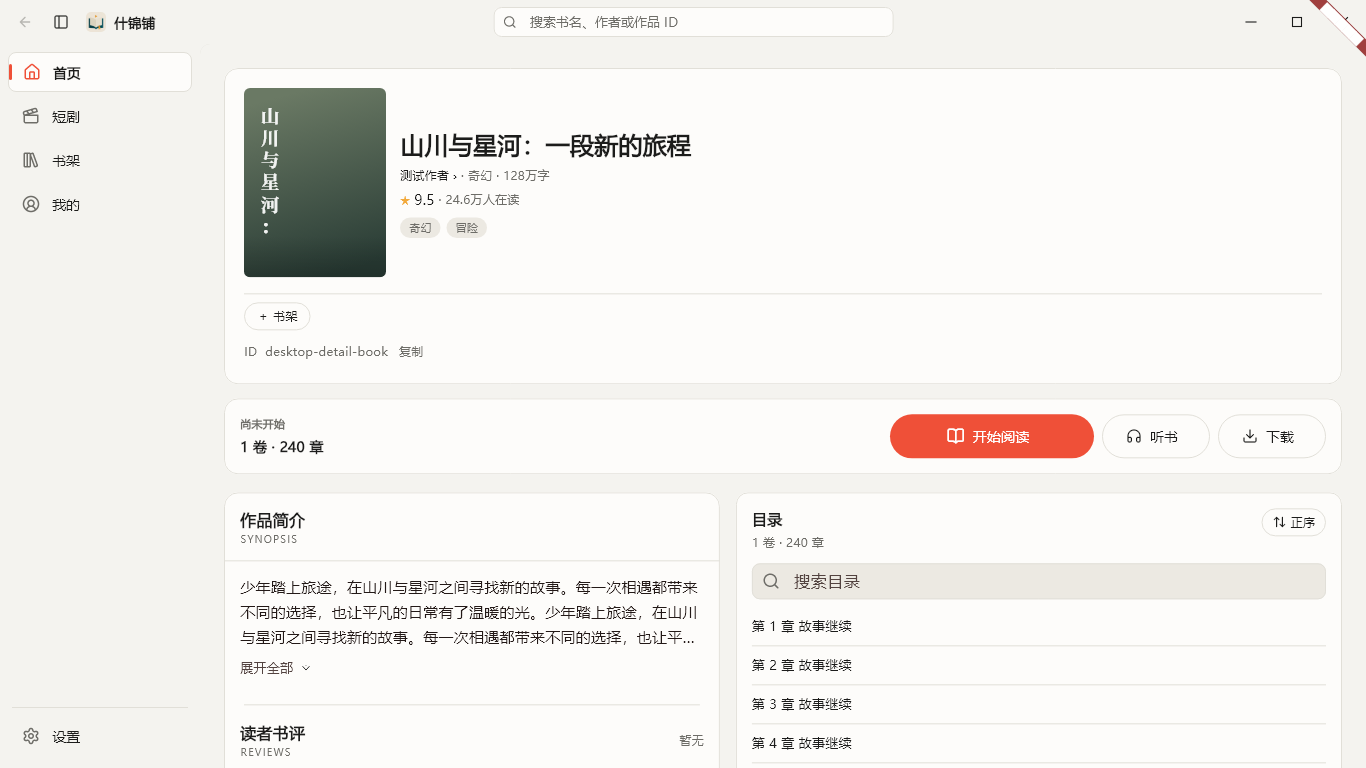 什锦铺
搜索书名、作者或作品 ID
首页
短剧
书架
我的
设置
山川与星河：
山川与星河：一段新的旅程
测试作者 › · 奇幻 · 128万字
★ 9.5 · 24.6万人在读
奇幻 冒险
+ 书架
ID desktop-detail-book 复制
尚未开始
1 卷 · 240 章
开始阅读
听书
下载
作品简介
SYNOPSIS
少年踏上旅途，在山川与星河之间寻找新的故事。每一次相遇都带来
不同的选择，也让平凡的日常有了温暖的光。少年踏上旅途，在山川
与星河之间寻找新的故事。每一次相遇都带来不同的选择，也让平...
展开全部
读者书评
REVIEWS
暂无
目录
1 卷 · 240 章
正序
搜索目录
第 1 章 故事继续
第 2 章 故事继续
第 3 章 故事继续
第 4 章 故事继续